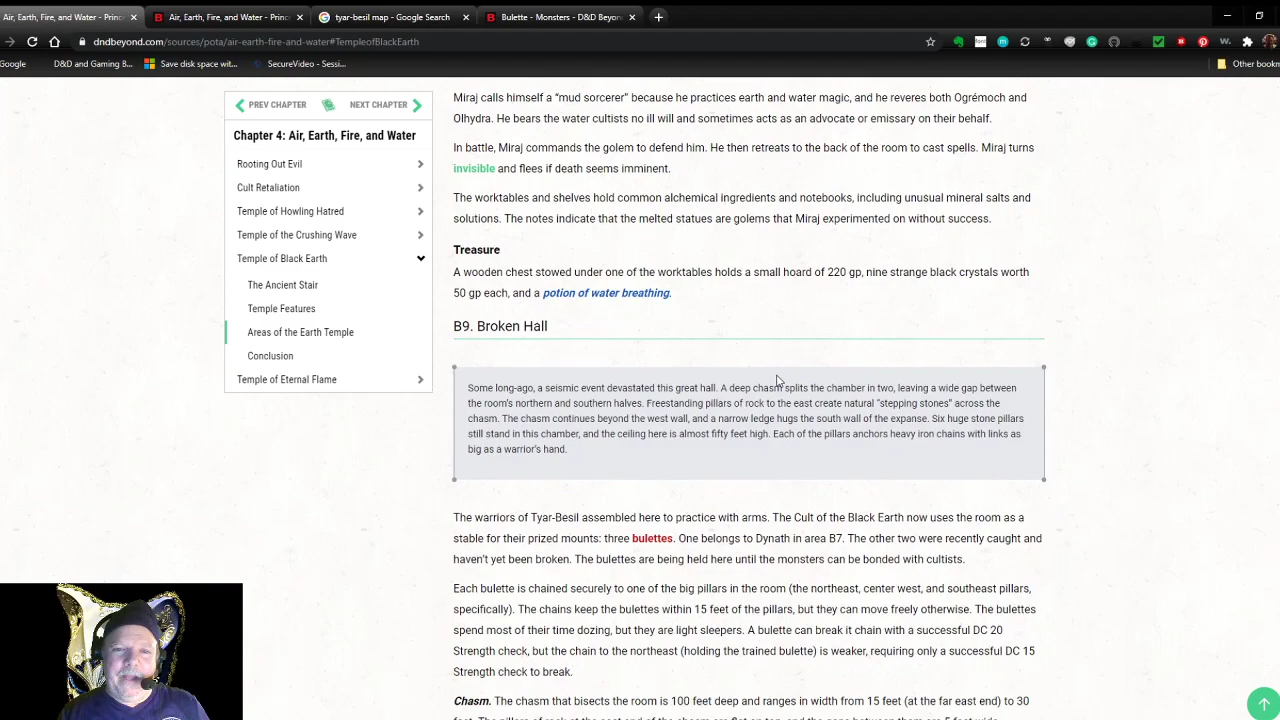 Air, Earth, Fire, and Water - Princ
Air, Earth, Fire, and Water - Princ
tyar-besil map - Google Search
Bulette - Monsters - D&D Beyon
dndbeyond.com/sources/pota/air-earth-fire-and-water#TempleofBlackEarth
Google
D&D and Gaming B...
Save disk space wit...
SecureVideo - Sessi...
Other bookm
PREV CHAPTER
NEXT CHAPTER
Chapter 4: Air, Earth, Fire, and Water
Rooting Out Evil
Cult Retaliation
Temple of Howling Hatred
Temple of the Crushing Wave
Temple of Black Earth
The Ancient Stair
Temple Features
Areas of the Earth Temple
Conclusion
Temple of Eternal Flame
Miraj calls himself a “mud sorcerer” because he practices earth and water magic, and he reveres both Ogrémoch and
Olhydra. He bears the water cultists no ill will and sometimes acts as an advocate or emissary on their behalf.
In battle, Miraj commands the golem to defend him. He then retreats to the back of the room to cast spells. Miraj turns
invisible and flees if death seems imminent.
The worktables and shelves hold common alchemical ingredients and notebooks, including unusual mineral salts and
solutions. The notes indicate that the melted statues are golems that Miraj experimented on without success.
Treasure
A wooden chest stowed under one of the worktables holds a small hoard of 220 gp, nine strange black crystals worth
50 gp each, and a potion of water breathing.
B9. Broken Hall
Some long-ago, a seismic event devastated this great hall. A deep chasm splits the chamber in two, leaving a wide gap between
the room’s northern and southern halves. Freestanding pillars of rock to the east create natural “stepping stones” across the
chasm. The chasm continues beyond the west wall, and a narrow ledge hugs the south wall of the expanse. Six huge stone pillars
still stand in this chamber, and the ceiling here is almost fifty feet high. Each of the pillars anchors heavy iron chains with links as
big as a warrior’s hand.
The warriors of Tyar-Besil assembled here to practice with arms. The Cult of the Black Earth now uses the room as a
stable for their prized mounts: three bulettes. One belongs to Dynath in area B7. The other two were recently caught and
haven’t yet been broken. The bulettes are being held here until the monsters can be bonded with cultists.
Each bulette is chained securely to one of the big pillars in the room (the northeast, center west, and southeast pillars,
specifically). The chains keep the bulettes within 15 feet of the pillars, but they can move freely otherwise. The bulettes
spend most of their time dozing, but they are light sleepers. A bulette can break it chain with a successful DC 20
Strength check, but the chain to the northeast (holding the trained bulette) is weaker, requiring only a successful DC 15
Strength check to break.
Chasm. The chasm that bisects the room is 100 feet deep and ranges in width from 15 feet (at the far east end) to 30
feet. The pillars of rock at the east end of the chasm are flat on top, and the gaps between them are 5 feet wide